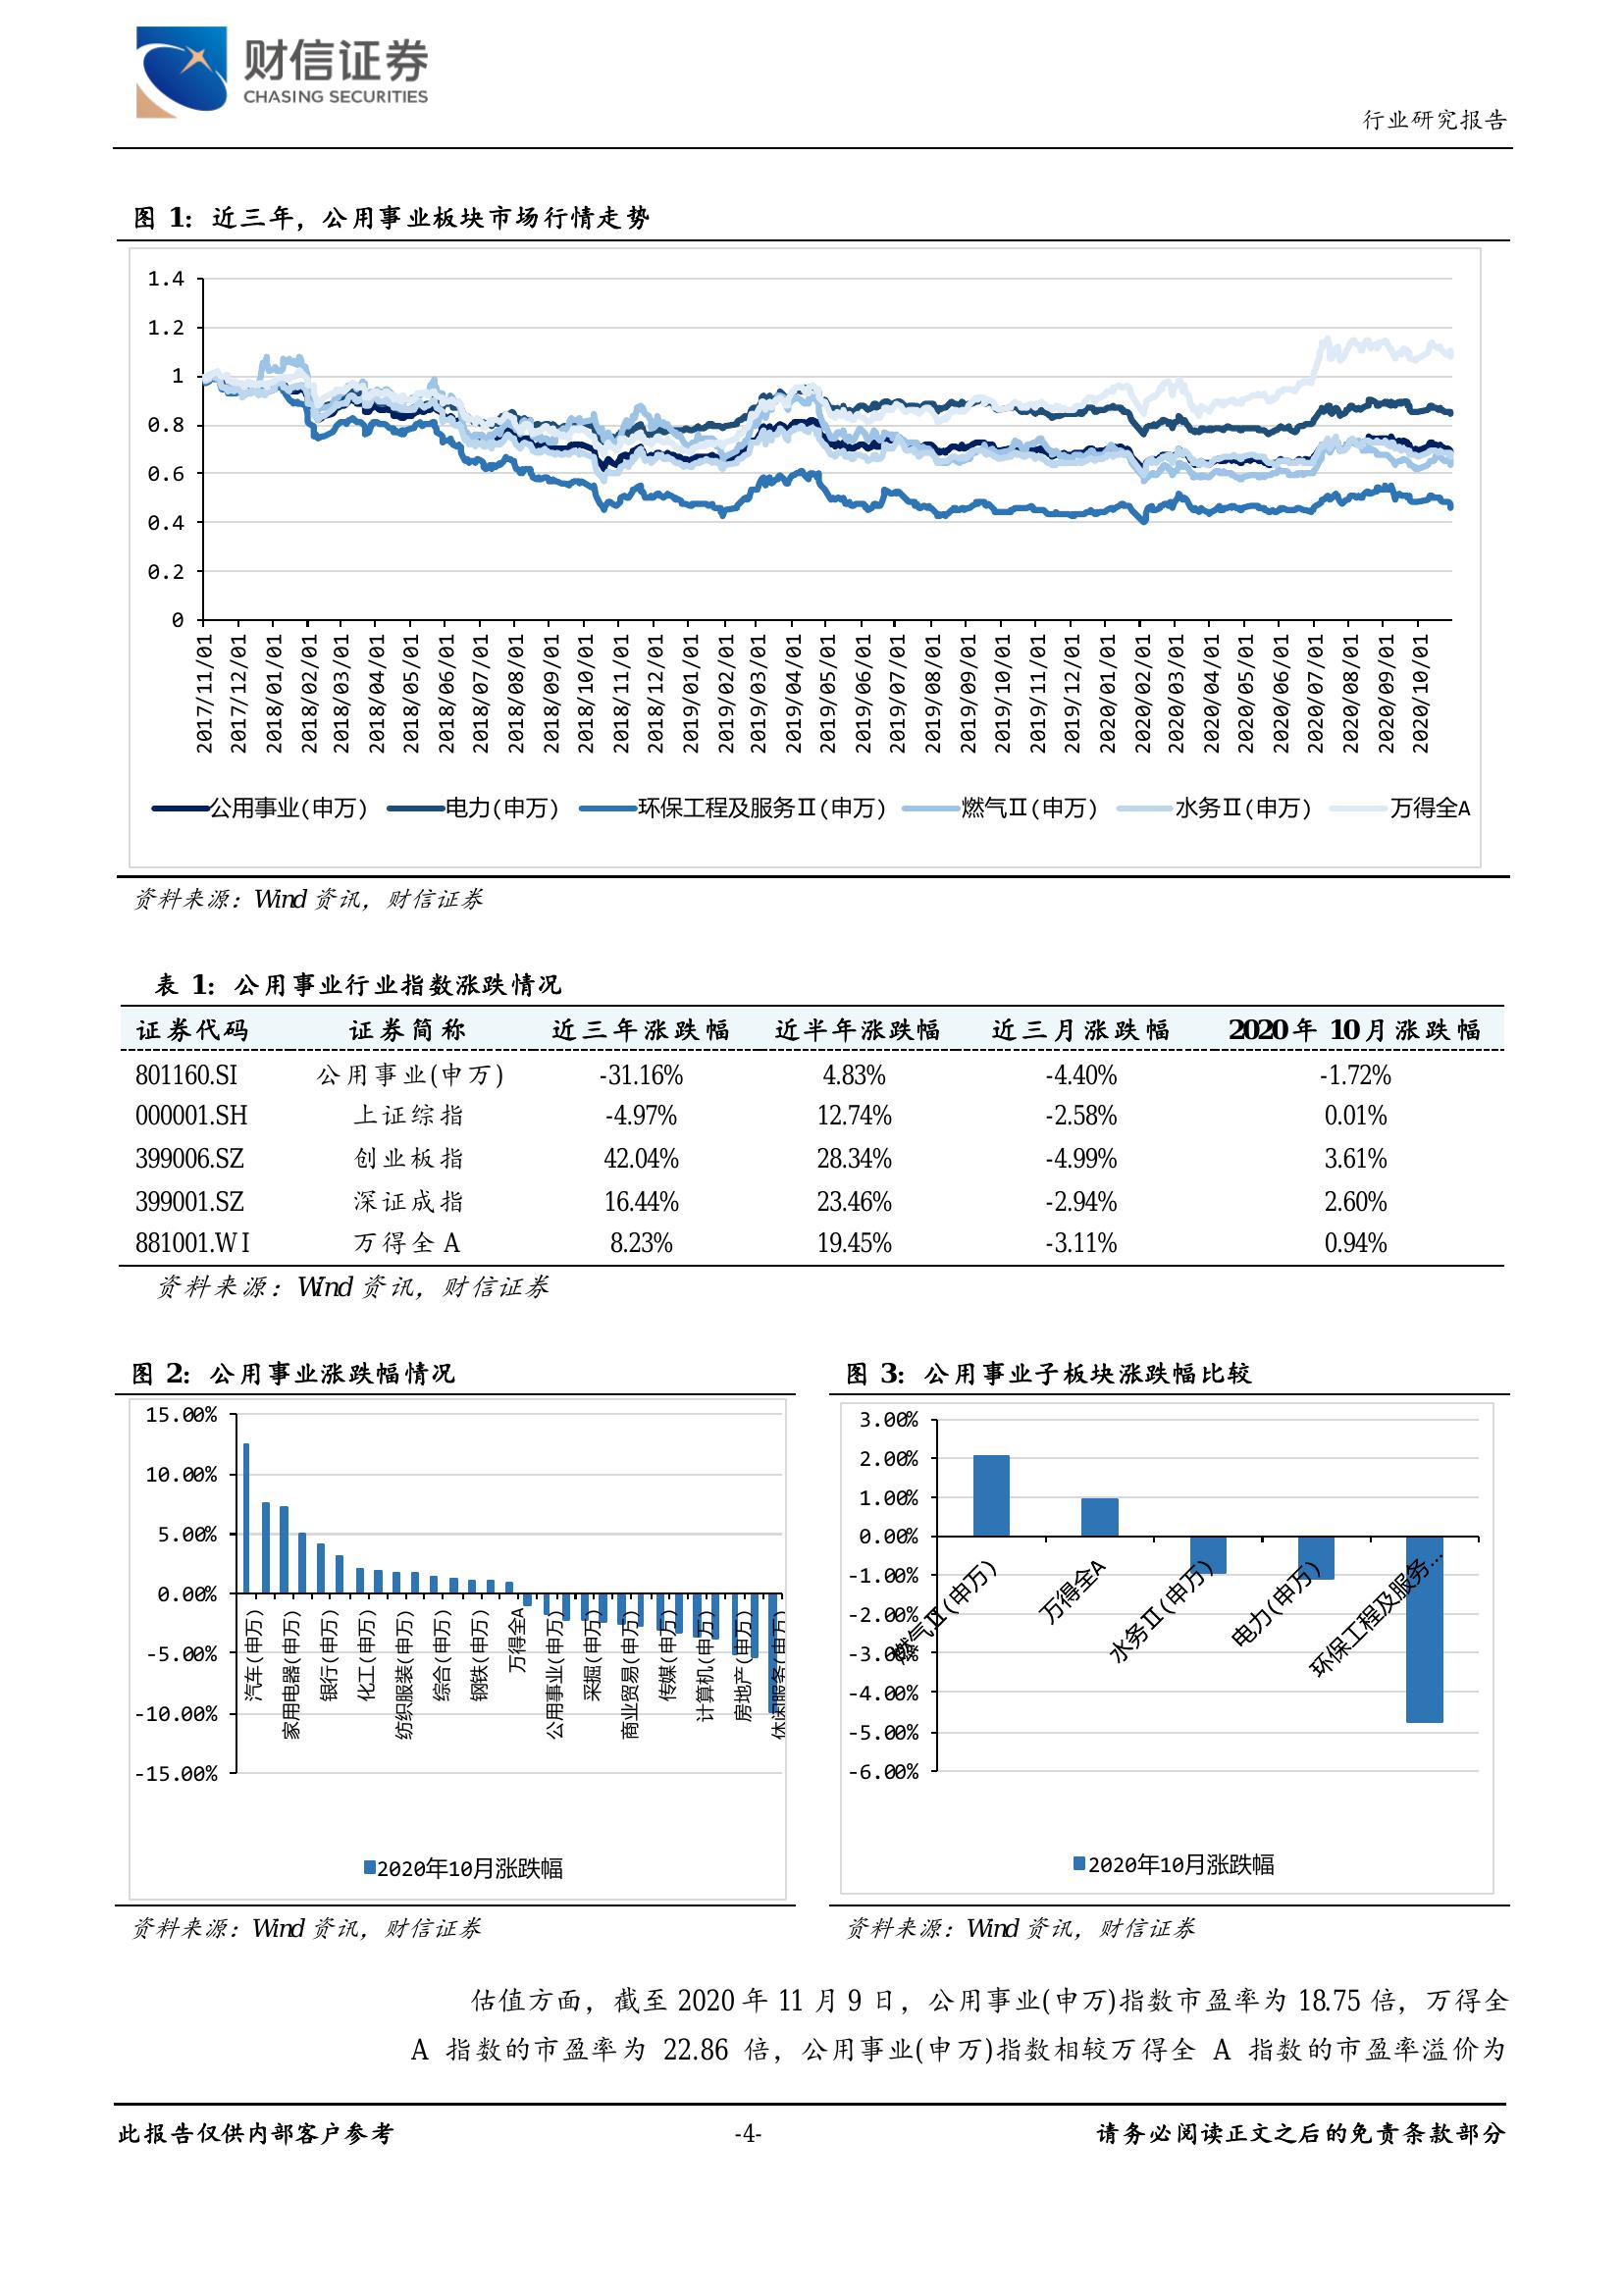 财信证券
CHASING SECURITIES
行业研究报告
图 1：近三年，公用事业板块市场行情走势
1.4
1.2
1
0.8
0.6
0.4
0.2
0
2017/11/01
2017/12/01
2018/01/01
2018/02/01
2018/03/01
2018/04/01
2018/05/01
2018/06/01
2018/07/01
2018/08/01
2018/09/01
2018/10/01
2018/11/01
2018/12/01
2019/01/01
2019/02/01
2019/03/01
2019/04/01
2019/05/01
2019/06/01
2019/07/01
2019/08/01
2019/09/01
2019/10/01
2019/11/01
2019/12/01
2020/01/01
2020/02/01
2020/03/01
2020/04/01
2020/05/01
2020/06/01
2020/07/01
2020/08/01
2020/09/01
2020/10/01
公用事业(申万) 电力(申万) 环保工程及服务Ⅱ(申万) 燃气Ⅱ(申万) 水务Ⅱ(申万) 万得全A
资料来源：Wind 资讯，财信证券
表 1：公用事业行业指数涨跌情况
证券代码 证券简称 近三年涨跌幅 近半年涨跌幅 近三月涨跌幅 2020 年 10 月涨跌幅
801160.SI 公用事业(申万) -31.16% 4.83% -4.40% -1.72%
000001.SH 上证综指 -4.97% 12.74% -2.58% 0.01%
399006.SZ 创业板指 42.04% 28.34% -4.99% 3.61%
399001.SZ 深证成指 16.44% 23.46% -2.94% 2.60%
881001.WI 万得全 A 8.23% 19.45% -3.11% 0.94%
资料来源：Wind 资讯，财信证券
图 2：公用事业涨跌幅情况
15.00%
10.00%
5.00%
0.00%
-5.00%
-10.00%
-15.00%
汽车(申万)
家用电器(申万)
银行(申万)
化工(申万)
纺织服装(申万)
综合(申万)
钢铁(申万)
万得全A
公用事业(申万)
采掘(申万)
商业贸易(申万)
传媒(申万)
计算机(申万)
房地产(申万)
休闲服务(申万)
2020年10月涨跌幅
资料来源：Wind 资讯，财信证券
图 3：公用事业子板块涨跌幅比较
3.00%
2.00%
1.00%
0.00%
-1.00%
-2.00%
-3.00%
-4.00%
-5.00%
-6.00%
燃气Ⅱ(申万)
万得全A
水务Ⅱ(申万)
电力(申万)
环保工程及服务…
2020年10月涨跌幅
资料来源：Wind 资讯，财信证券
估值方面，截至 2020 年 11 月 9 日，公用事业(申万)指数市盈率为 18.75 倍，万得全
A 指数的市盈率为 22.86 倍，公用事业(申万)指数相较万得全 A 指数的市盈率溢价为
此报告仅供内部客户参考 -4- 请务必阅读正文之后的免责条款部分